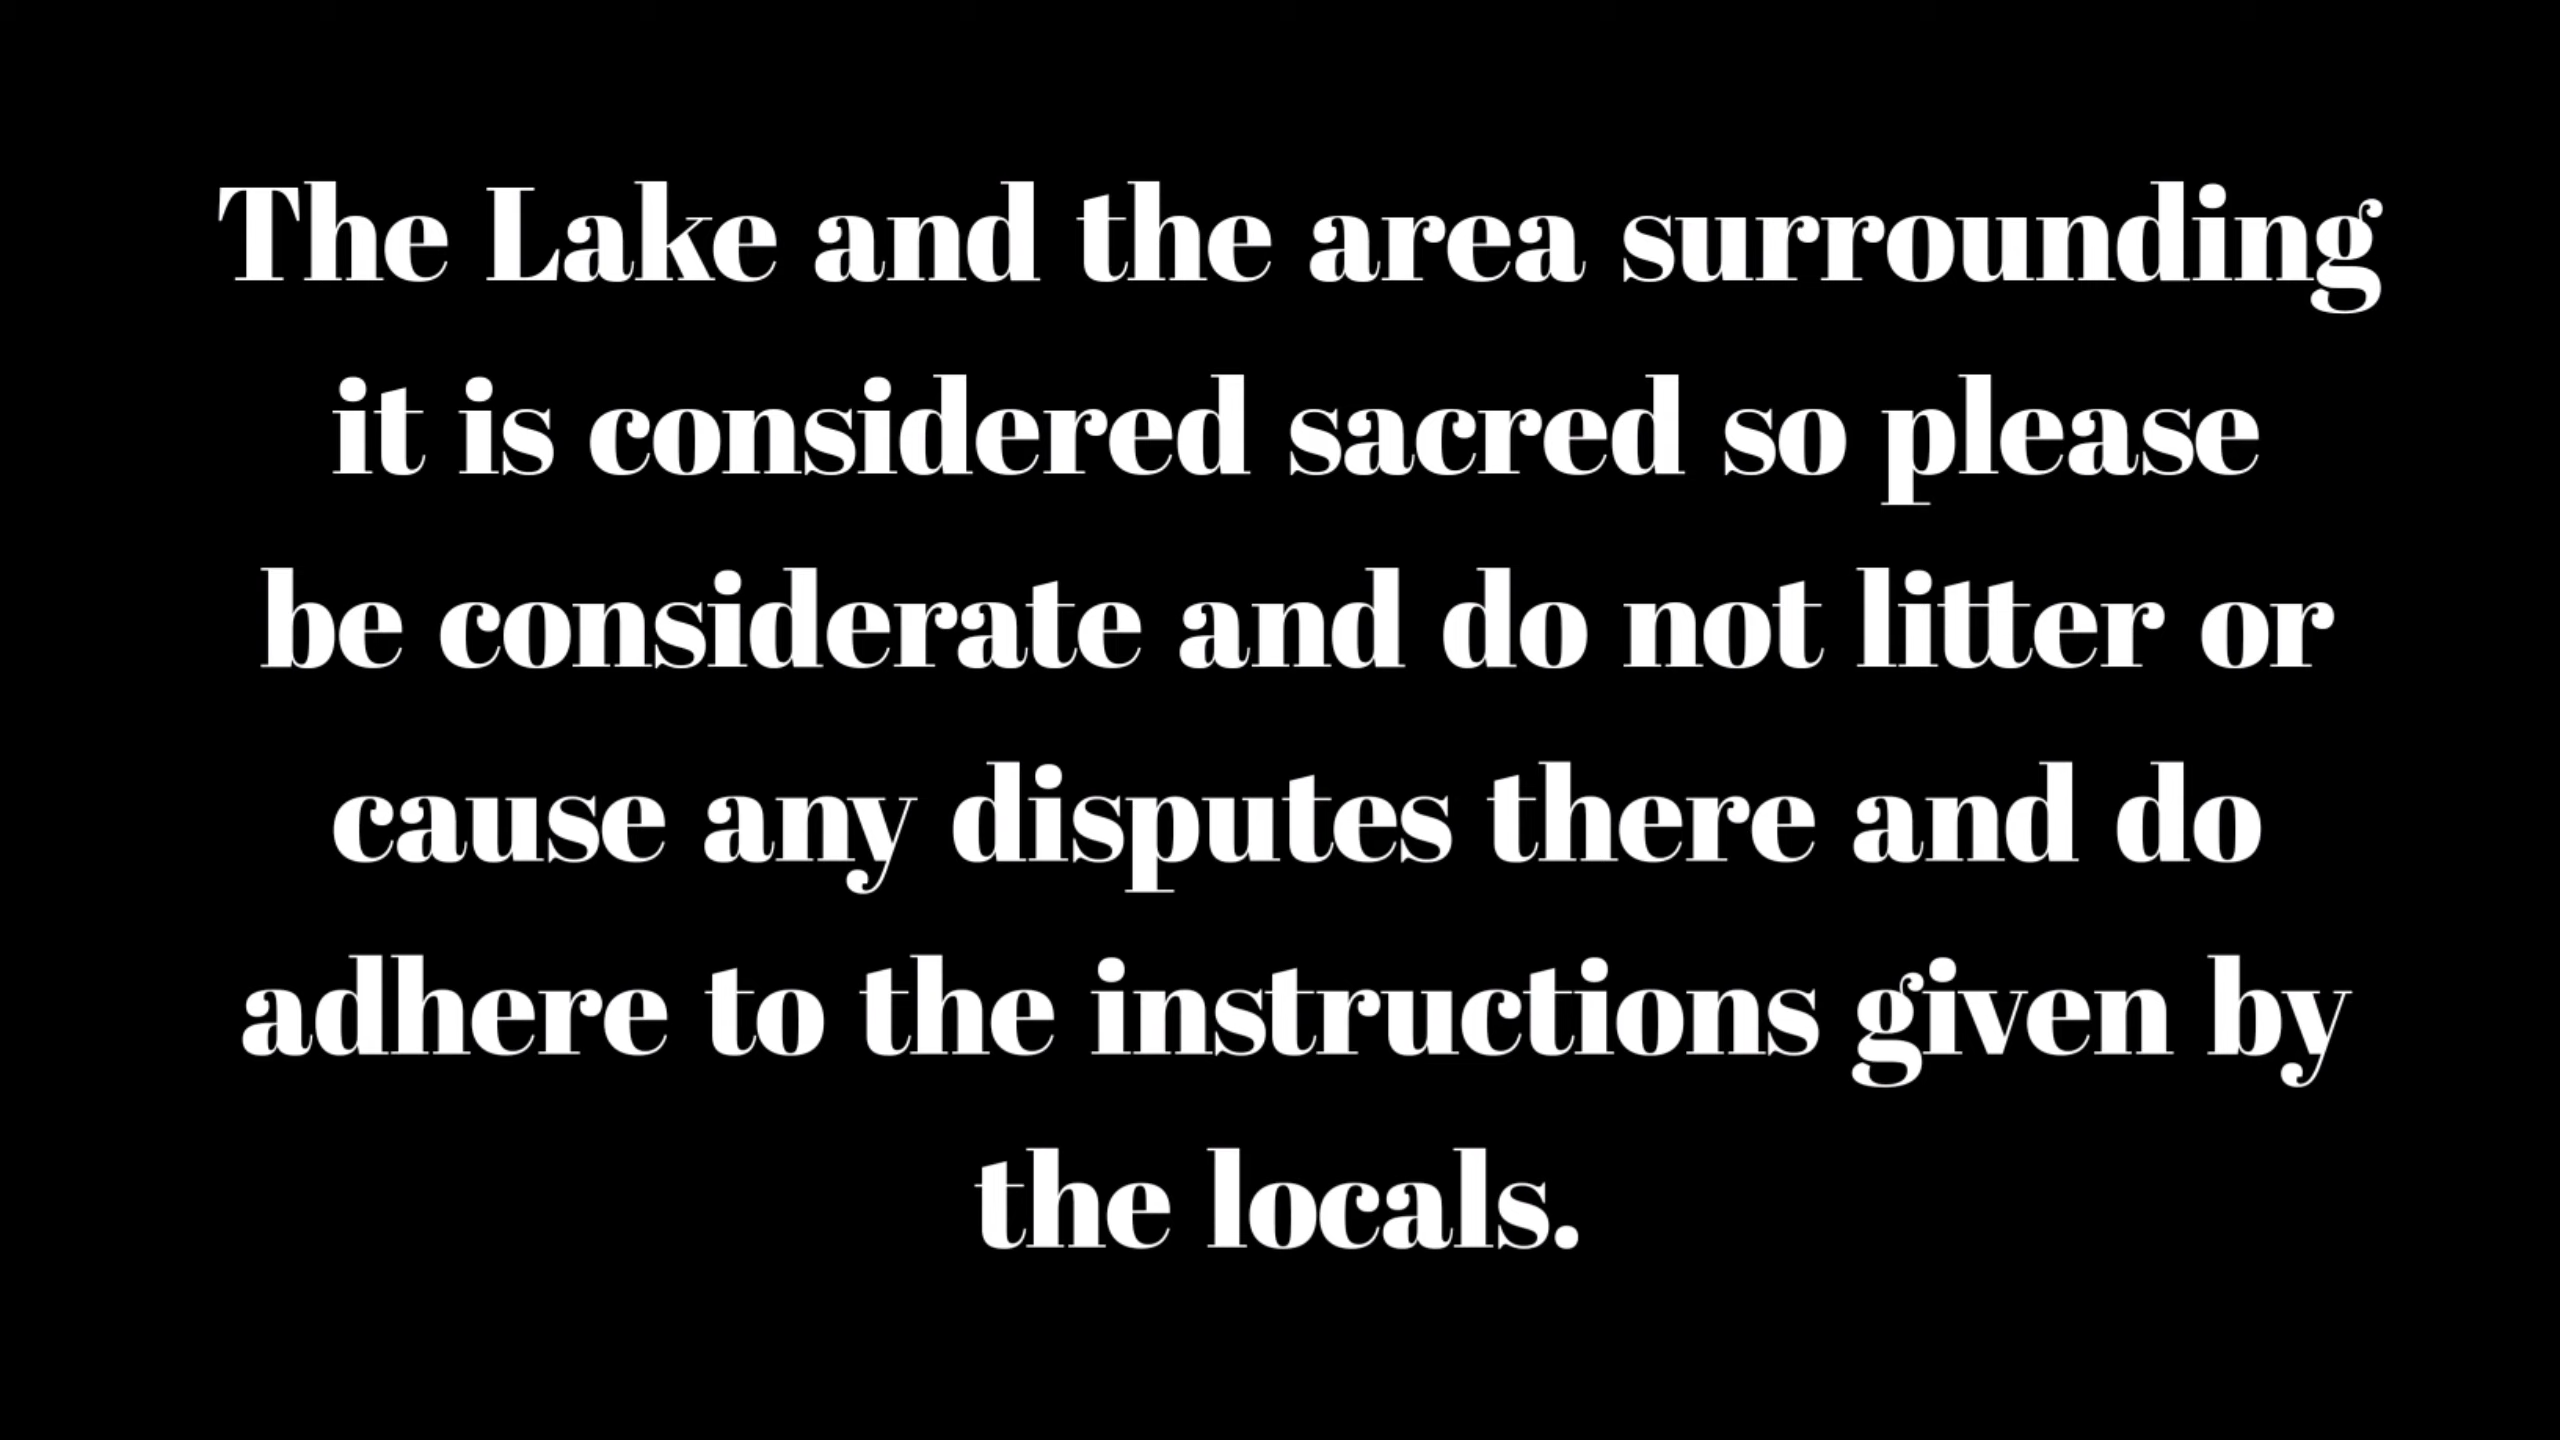 The Lake and the area surrounding
it is considered sacred so please
be considerate and do not litter or
cause any disputes there and do
adhere to the instructions given by
the locals.